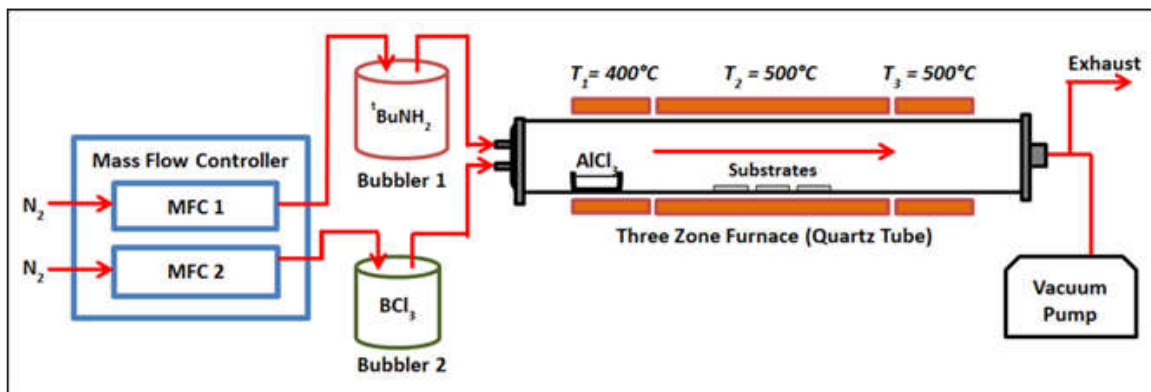 Mass Flow Controller
N₂
MFC 1
N₂
MFC 2
ᵗBuNH₂
Bubbler 1
BCl₃
Bubbler 2
T₁= 400°C
T₂= 500°C
T₃= 500°C
AlCl₃
Substrates
Three Zone Furnace (Quartz Tube)
Exhaust
Vacuum
Pump